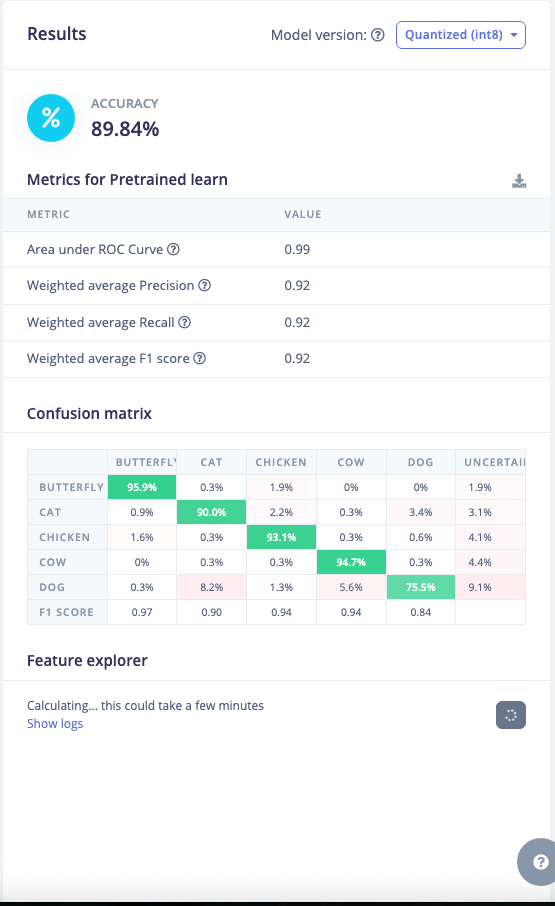 Results Model version: ? Quantized (int8)
%
ACCURACY
89.84%
Metrics for Pretrained learn
METRIC VALUE
Area under ROC Curve ? 0.99
Weighted average Precision ? 0.92
Weighted average Recall ? 0.92
Weighted average F1 score ? 0.92
Confusion matrix
BUTTERFLY CAT CHICKEN COW DOG UNCERTAI
BUTTERFLY 95.9% 0.3% 1.9% 0% 0% 1.9%
CAT 0.9% 90.0% 2.2% 0.3% 3.4% 3.1%
CHICKEN 1.6% 0.3% 93.1% 0.3% 0.6% 4.1%
COW 0% 0.3% 0.3% 94.7% 0.3% 4.4%
DOG 0.3% 8.2% 1.3% 5.6% 75.5% 9.1%
F1 SCORE 0.97 0.90 0.94 0.94 0.84
Feature explorer
Calculating... this could take a few minutes
Show logs
?